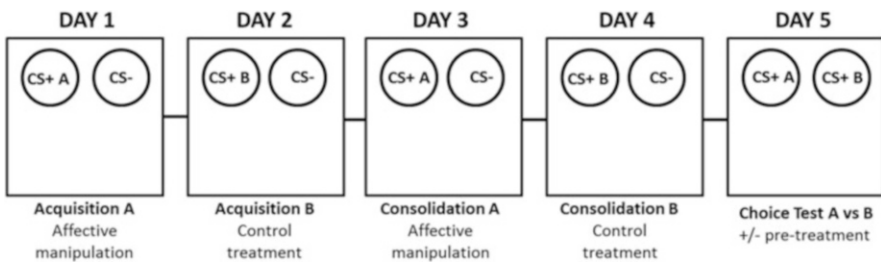 DAY 1 DAY 2 DAY 3 DAY 4 DAY 5
CS+ A CS- CS+ B CS- CS+ A CS- CS+ B CS- CS+ A CS+ B
Acquisition A Acquisition B Consolidation A Consolidation B Choice Test A vs B
Affective Control Affective Control +/- pre-treatment
manipulation treatment manipulation treatment